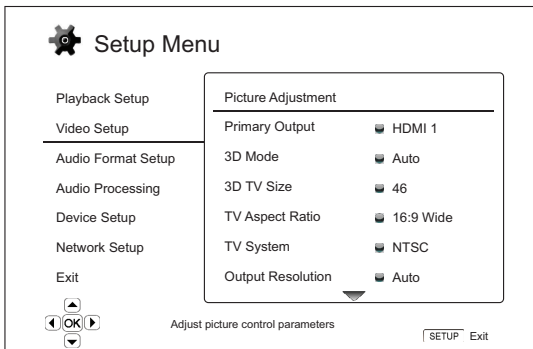 Setup Menu
Playback Setup
Video Setup
Audio Format Setup
Audio Processing
Device Setup
Network Setup
Exit
Picture Adjustment
Primary Output HDMI 1
3D Mode Auto
3D TV Size 46
TV Aspect Ratio 16:9 Wide
TV System NTSC
Output Resolution Auto
OK
Adjust picture control parameters
SETUP Exit